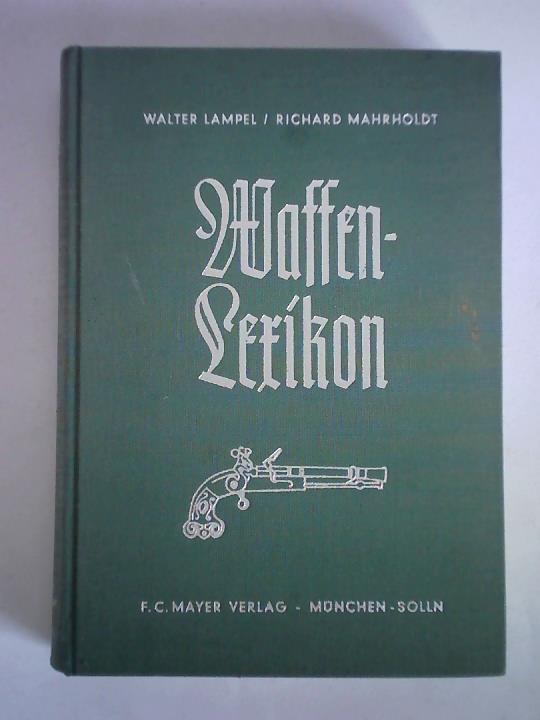 WALTER LAMPEL / RICHARD MAHRHOLDT
Waffen-
Lexikon
F. C. MAYER VERLAG - MÜNCHEN-SOLLN